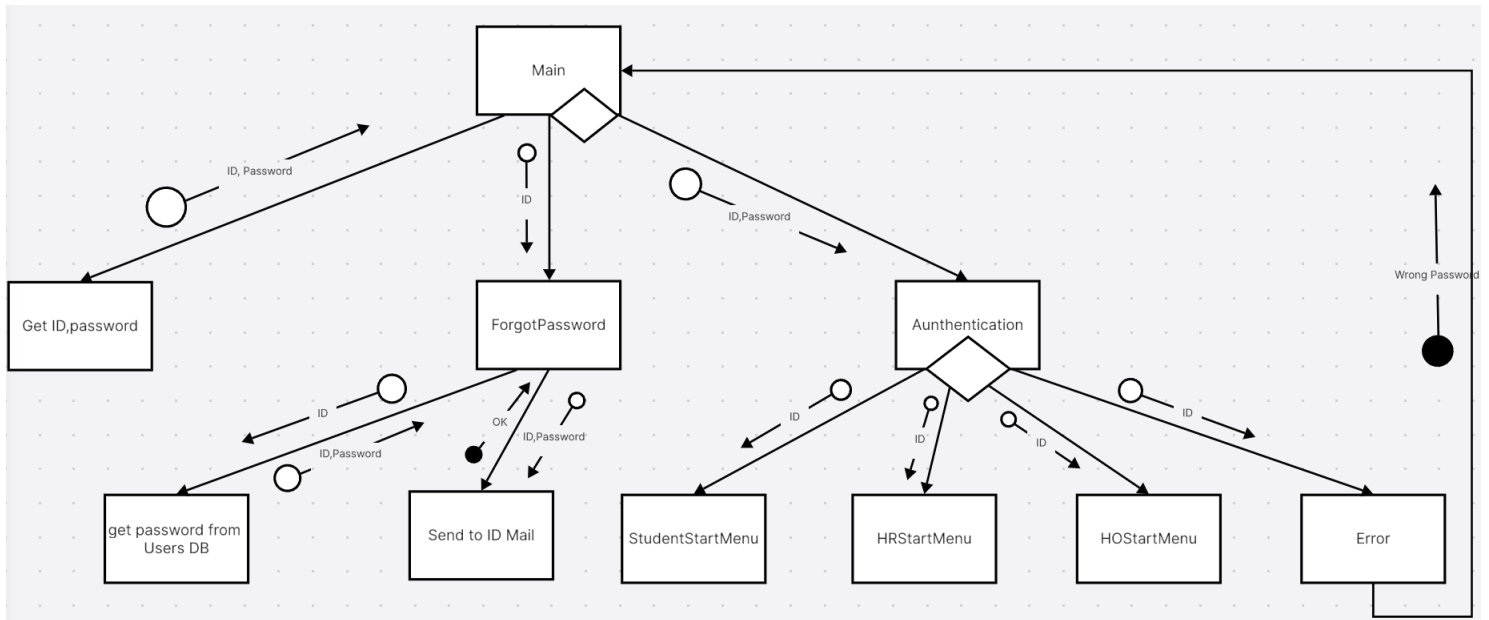 Main
ID, Password
ID
ID,Password
Wrong Password
Get ID,password
ForgotPassword
Aunthentication
ID
OK
ID,Password
ID,Password
ID
ID
ID
ID
get password from
Users DB
Send to ID Mail
StudentStartMenu
HRStartMenu
HOStartMenu
Error